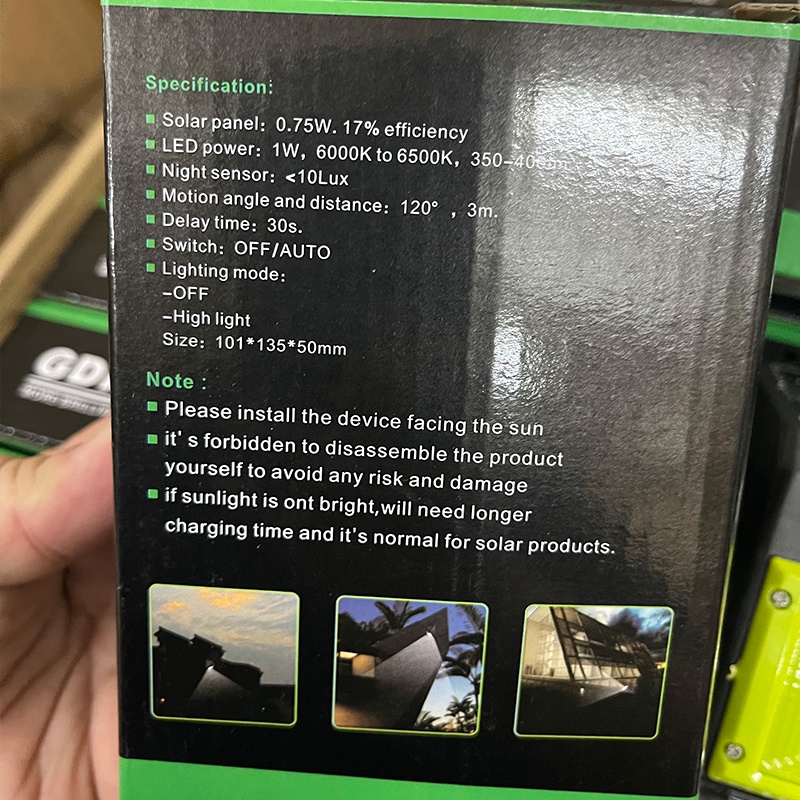 Specification:
Solar panel: 0.75W. 17% efficiency
LED power: 1W, 6000K to 6500K, 350-400lm
Night sensor: <10Lux
Motion angle and distance: 120° , 3m.
Delay time: 30s.
Switch: OFF/AUTO
Lighting mode:
-OFF
-High light
Size: 101*135*50mm
Note :
Please install the device facing the sun
it' s forbidden to disassemble the product
yourself to avoid any risk and damage
if sunlight is ont bright,will need longer
charging time and it's normal for solar products.